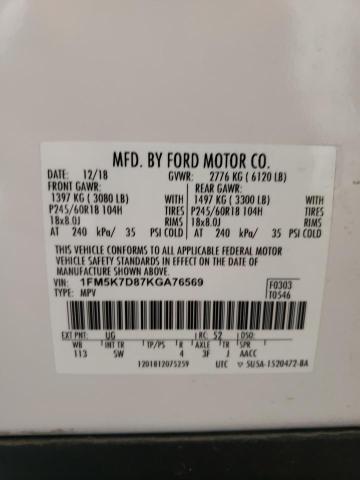 MFD. BY FORD MOTOR CO.
DATE: 12/18 GVWR: 2776 KG ( 6120 LB)
FRONT GAWR: REAR GAWR:
1397 KG ( 3080 LB) WITH 1497 KG ( 3300 LB) WITH
P245/60R18 104H TIRES P245/60R18 104H TIRES
18x8.0J RIMS 18x8.0J RIMS
AT 240 kPa/ 35 PSI COLD AT 240 kPa/ 35 PSI COLD
THIS VEHICLE CONFORMS TO ALL APPLICABLE FEDERAL MOTOR
VEHICLE SAFETY STANDARDS IN EFFECT ON THE DATE OF
MANUFACTURE SHOWN ABOVE.
VIN: 1FM5K7D87KGA76569 F0303
TYPE: MPV T0546
EXT PNT: UG RC: 52 DSO:
WB INT TR TP/PS R AXLE TR SPR
113 SW 4 3F J AACC
1201812075259 UTC 5U5A-1520472-BA